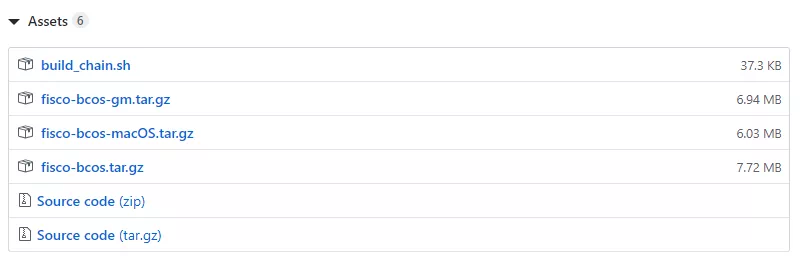 Assets 6
build_chain.sh 37.3 KB
fisco-bcos-gm.tar.gz 6.94 MB
fisco-bcos-macOS.tar.gz 6.03 MB
fisco-bcos.tar.gz 7.72 MB
Source code (zip)
Source code (tar.gz)